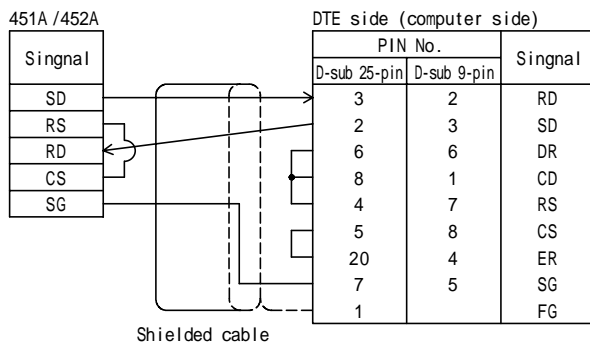 451A /452A
DTE side (computer side)
Singnal
SD
RS
RD
CS
SG
PIN No.
Singnal
D-sub 25-pin D-sub 9-pin
3 2 RD
2 3 SD
6 6 DR
8 1 CD
4 7 RS
5 8 CS
20 4 ER
7 5 SG
1 FG
Shielded cable